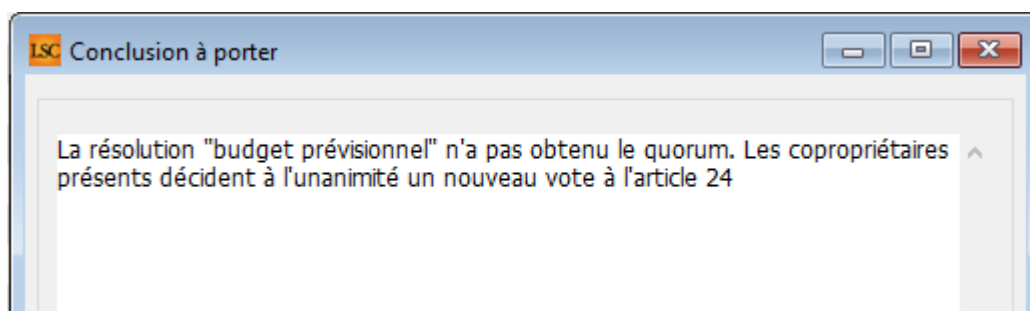 LSC Conclusion à porter
La résolution "budget prévisionnel" n'a pas obtenu le quorum. Les copropriétaires
présents décident à l'unanimité un nouveau vote à l'article 24